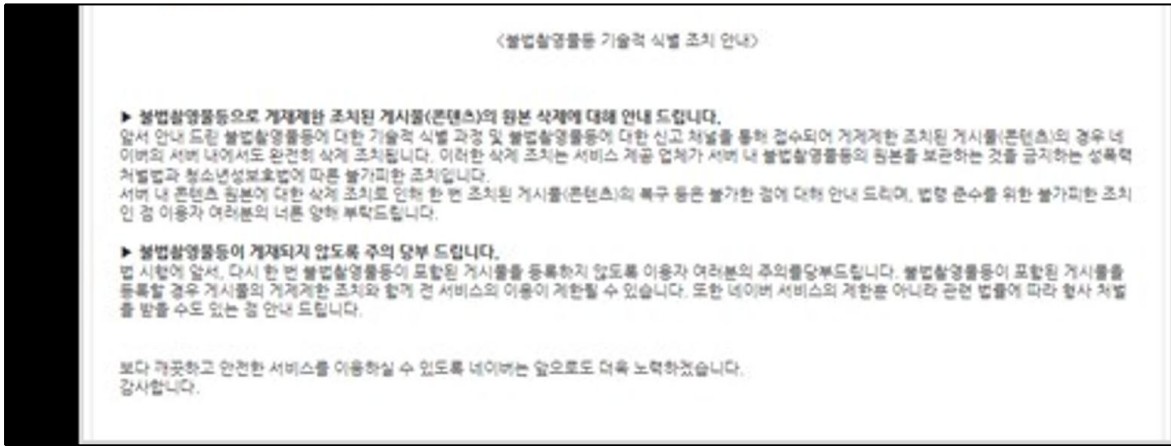 <불법촬영물등 기술적 식별 조치 안내>
▶ 불법촬영물등으로 게재제한 조치된 게시물(콘텐츠)의 원본 삭제에 대해 안내 드립니다.
앞서 안내 드린 불법촬영물등에 대한 기술적 식별 과정 및 불법촬영물등에 대한 신고 채널을 통해 접수되어 게재제한 조치된 게시물(콘텐츠)의 경우 네
이버의 서버 내에서도 완전히 삭제 조치됩니다. 이러한 삭제 조치는 서비스 제공 업체가 서버 내 불법촬영물등의 원본을 보관하는 것을 금지하는 성폭력
처벌법과 청소년성보호법에 따른 불가피한 조치입니다.
서버 내 콘텐츠 원본에 대한 삭제 조치로 인해 한 번 조치된 게시물(콘텐츠)의 복구 등은 불가한 점에 대해 안내 드리며, 법령 준수를 위한 불가피한 조치
인 점 이용자 여러분의 너른 양해 부탁드립니다.
▶ 불법촬영물등이 게재되지 않도록 주의 당부 드립니다.
법 시행에 앞서, 다시 한 번 불법촬영물등이 포함된 게시물을 등록하지 않도록 이용자 여러분의 주의를당부드립니다. 불법촬영물등이 포함된 게시물을
등록할 경우 게시물의 게재제한 조치와 함께 전 서비스의 이용이 제한될 수 있습니다. 또한 네이버 서비스의 제한뿐 아니라 관련 법률에 따라 형사 처벌
을 받을 수도 있는 점 안내 드립니다.
보다 깨끗하고 안전한 서비스를 이용하실 수 있도록 네이버는 앞으로도 더욱 노력하겠습니다.
감사합니다.